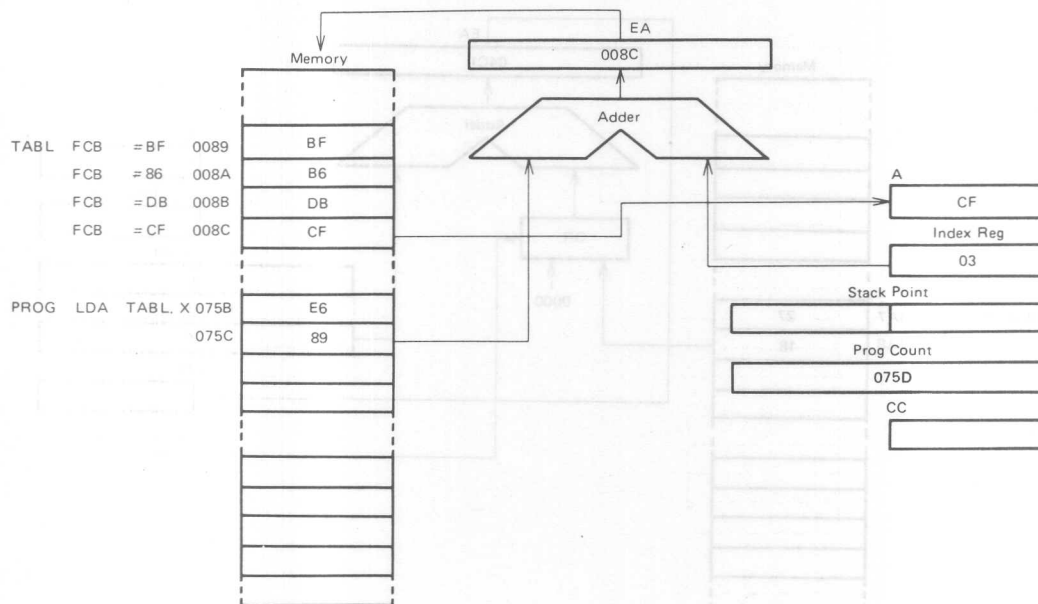 EA
008C
Memory
Adder
TABL FCB =BF 0089 BF
FCB =86 008A B6
FCB =DB 008B DB
FCB =CF 008C CF
A
CF
Index Reg
03
Stack Point
PROG LDA TABL, X 075B E6
075C 89
Prog Count
075D
CC